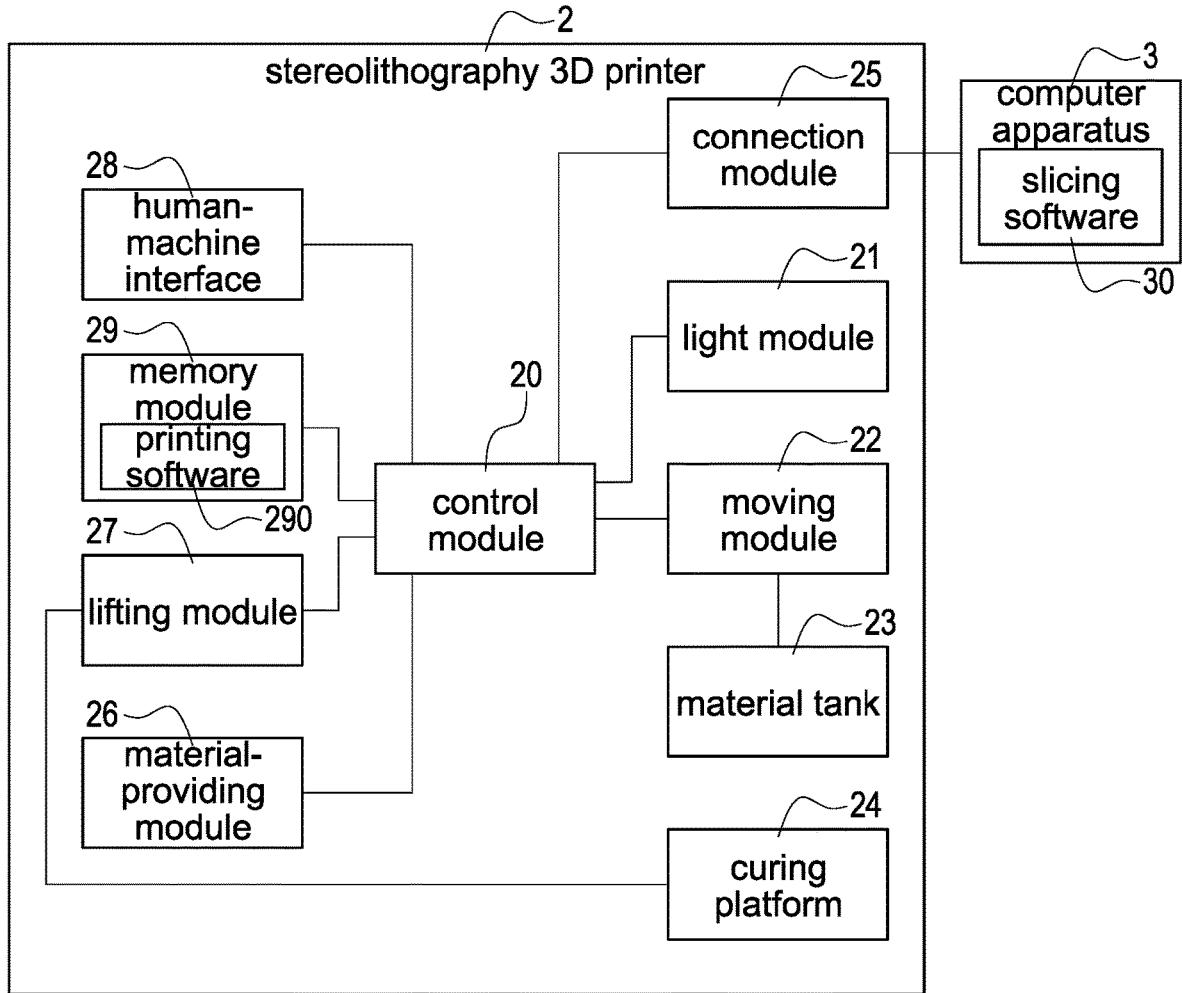 2
stereolithography 3D printer
25
connection
module
3
computer
apparatus
slicing
software
30
28
human-
machine
interface
21
light module
29
memory
module
printing
software
290
20
control
module
22
moving
module
27
lifting module
23
material tank
26
material-
providing
module
24
curing
platform